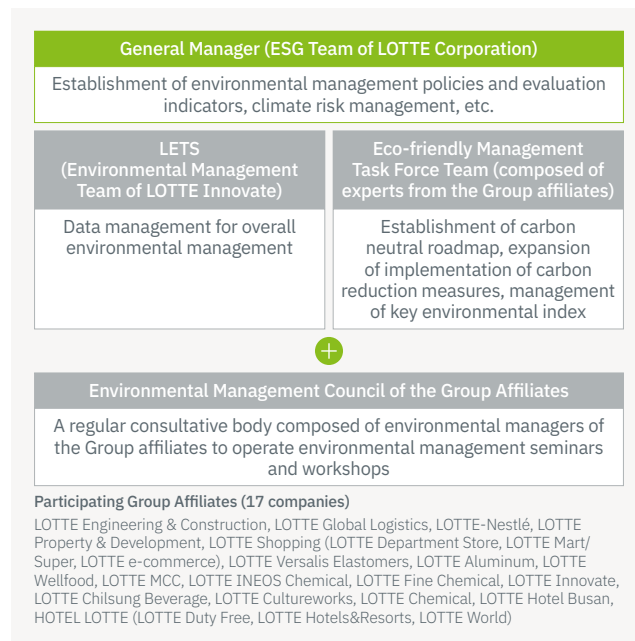 General Manager (ESG Team of LOTTE Corporation)
Establishment of environmental management policies and evaluation
indicators, climate risk management, etc.
LETS
(Environmental Management
Team of LOTTE Innovate)
Data management for overall
environmental management
Eco-friendly Management
Task Force Team (composed of
experts from the Group affiliates)
Establishment of carbon
neutral roadmap, expansion
of implementation of carbon
reduction measures, management
of key environmental index
+
Environmental Management Council of the Group Affiliates
A regular consultative body composed of environmental managers of
the Group affiliates to operate environmental management seminars
and workshops
Participating Group Affiliates (17 companies)
LOTTE Engineering & Construction, LOTTE Global Logistics, LOTTE-Nestlé, LOTTE
Property & Development, LOTTE Shopping (LOTTE Department Store, LOTTE Mart/
Super, LOTTE e-commerce), LOTTE Versalis Elastomers, LOTTE Aluminum, LOTTE
Wellfood, LOTTE MCC, LOTTE INEOS Chemical, LOTTE Fine Chemical, LOTTE Innovate,
LOTTE Chilsung Beverage, LOTTE Cultureworks, LOTTE Chemical, LOTTE Hotel Busan,
HOTEL LOTTE (LOTTE Duty Free, LOTTE Hotels&Resorts, LOTTE World)